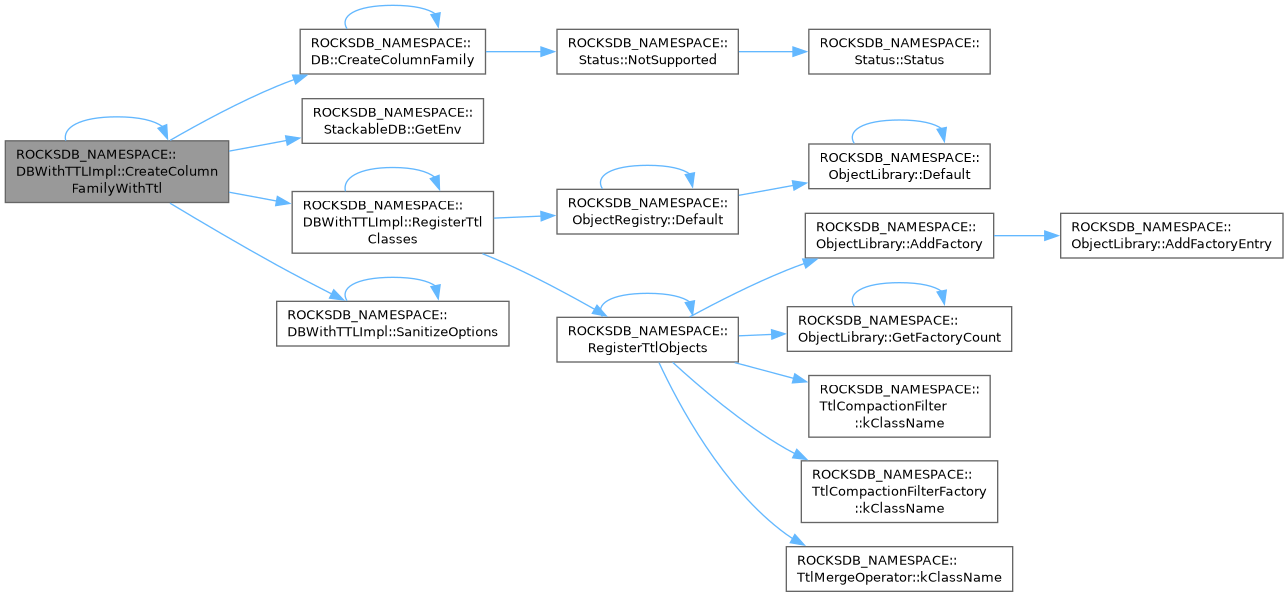 ROCKSDB_NAMESPACE::
DBWithTTLImpl::CreateColumn
FamilyWithTtl
ROCKSDB_NAMESPACE::
DB::CreateColumnFamily
ROCKSDB_NAMESPACE::
Status::NotSupported
ROCKSDB_NAMESPACE::
Status::Status
ROCKSDB_NAMESPACE::
StackableDB::GetEnv
ROCKSDB_NAMESPACE::
DBWithTTLImpl::RegisterTtl
Classes
ROCKSDB_NAMESPACE::
ObjectRegistry::Default
ROCKSDB_NAMESPACE::
ObjectLibrary::Default
ROCKSDB_NAMESPACE::
DBWithTTLImpl::SanitizeOptions
ROCKSDB_NAMESPACE::
RegisterTtlObjects
ROCKSDB_NAMESPACE::
ObjectLibrary::AddFactory
ROCKSDB_NAMESPACE::
ObjectLibrary::AddFactoryEntry
ROCKSDB_NAMESPACE::
ObjectLibrary::GetFactoryCount
ROCKSDB_NAMESPACE::
TtlCompactionFilter
::kClassName
ROCKSDB_NAMESPACE::
TtlCompactionFilterFactory
::kClassName
ROCKSDB_NAMESPACE::
TtlMergeOperator::kClassName